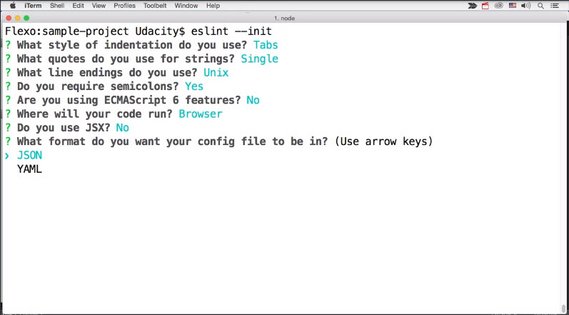 iTerm Shell Edit View Profiles Toolbelt Window Help
1. node
Flexo:sample-project Udacity$ eslint --init
? What style of indentation do you use? Tabs
? What quotes do you use for strings? Single
? What line endings do you use? Unix
? Do you require semicolons? Yes
? Are you using ECMAScript 6 features? No
? Where will your code run? Browser
? Do you use JSX? No
? What format do you want your config file to be in? (Use arrow keys)
❯ JSON
YAML